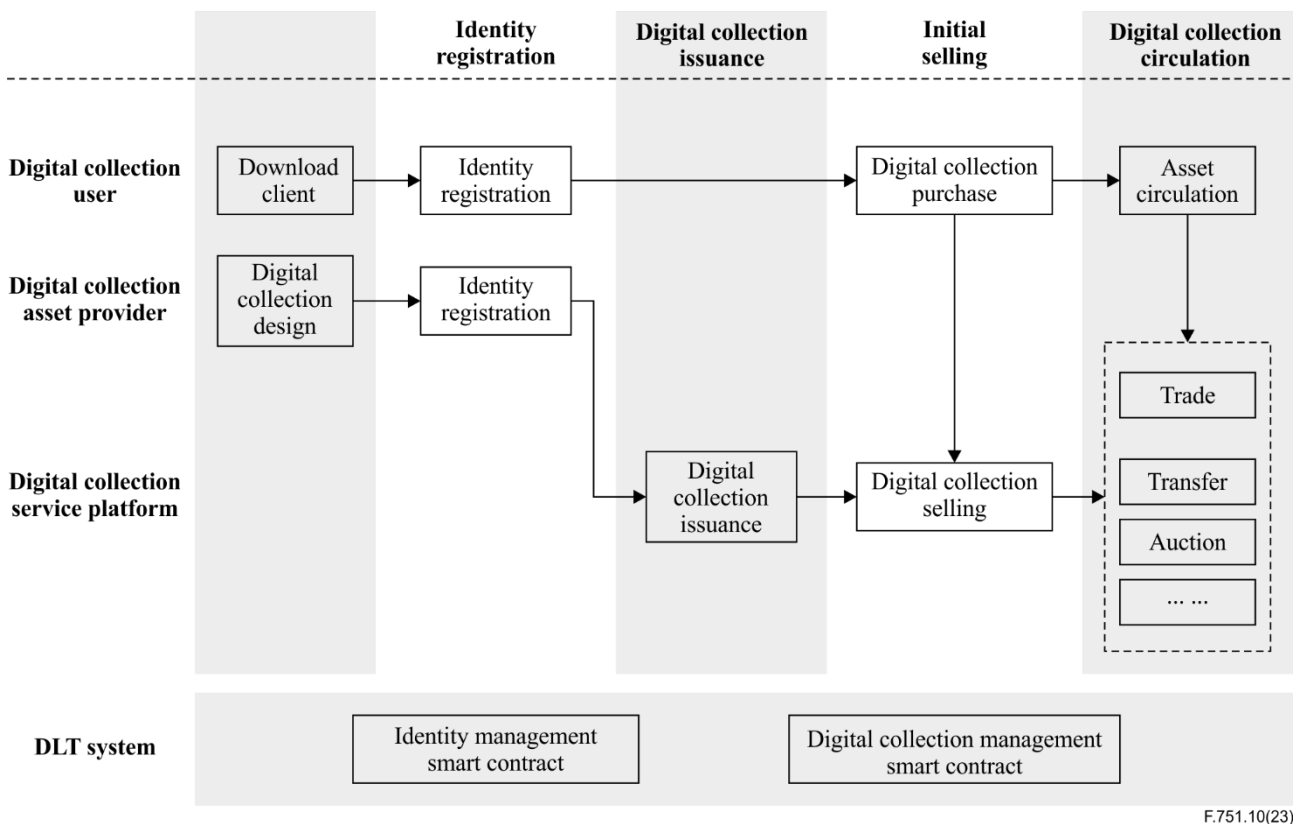 Identity
registration
Digital collection
issuance
Initial
selling
Digital collection
circulation
Digital collection
user
Download
client
Identity
registration
Digital collection
purchase
Asset
circulation
Digital collection
asset provider
Digital
collection
design
Identity
registration
Trade
Digital collection
service platform
Digital
collection
issuance
Digital collection
selling
Transfer
Auction
... ...
DLT system
Identity management
smart contract
Digital collection management
smart contract
F.751.10(23)